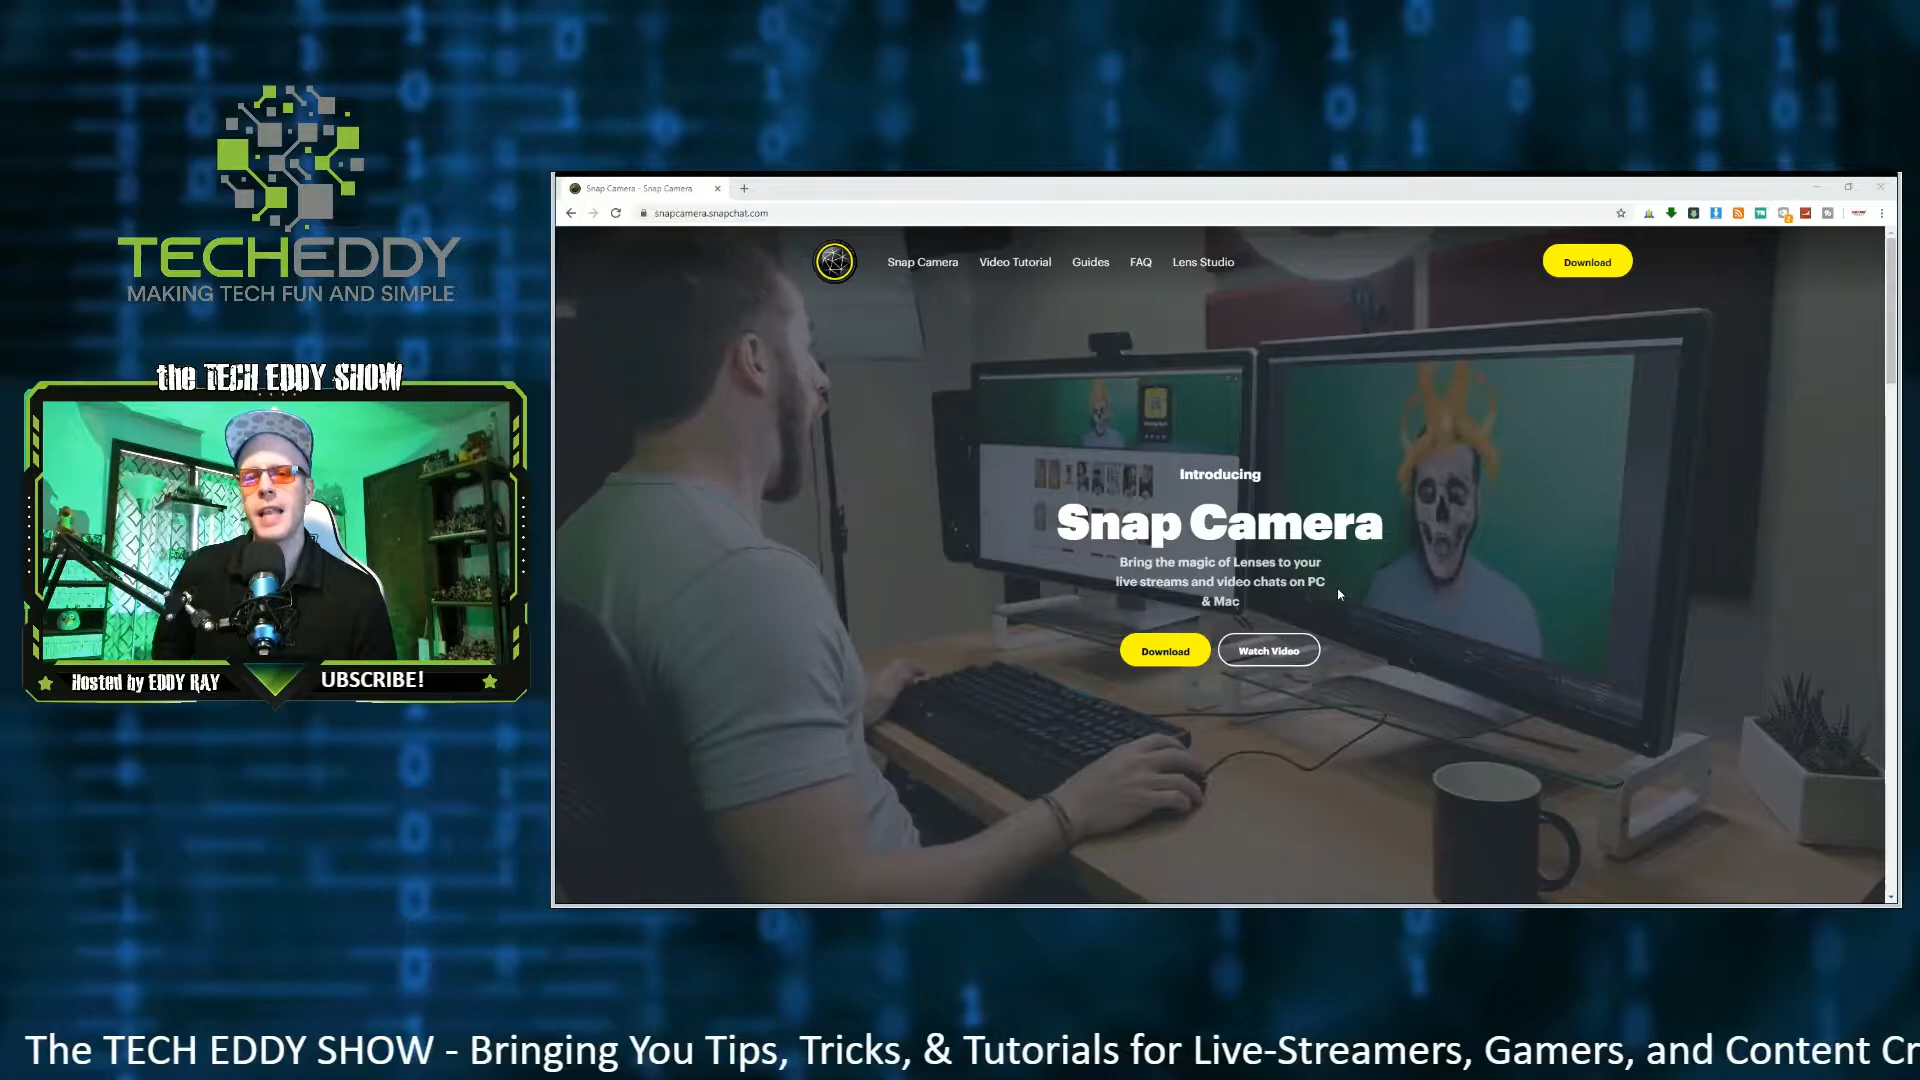 TECHEDDY
MAKING TECH FUN AND SIMPLE
the TECH EDDY SHOW
Hosted by EDDY RAY
UBSCRIBE!
Snap Camera - Snap Camera
snapcamera.snapchat.com
Snap Camera Video Tutorial Guides FAQ Lens Studio
Download
Introducing
Snap Camera
Bring the magic of Lenses to your
live streams and video chats on PC
& Mac
Download Watch Video
The TECH EDDY SHOW - Bringing You Tips, Tricks, & Tutorials for Live-Streamers, Gamers, and Content Cr